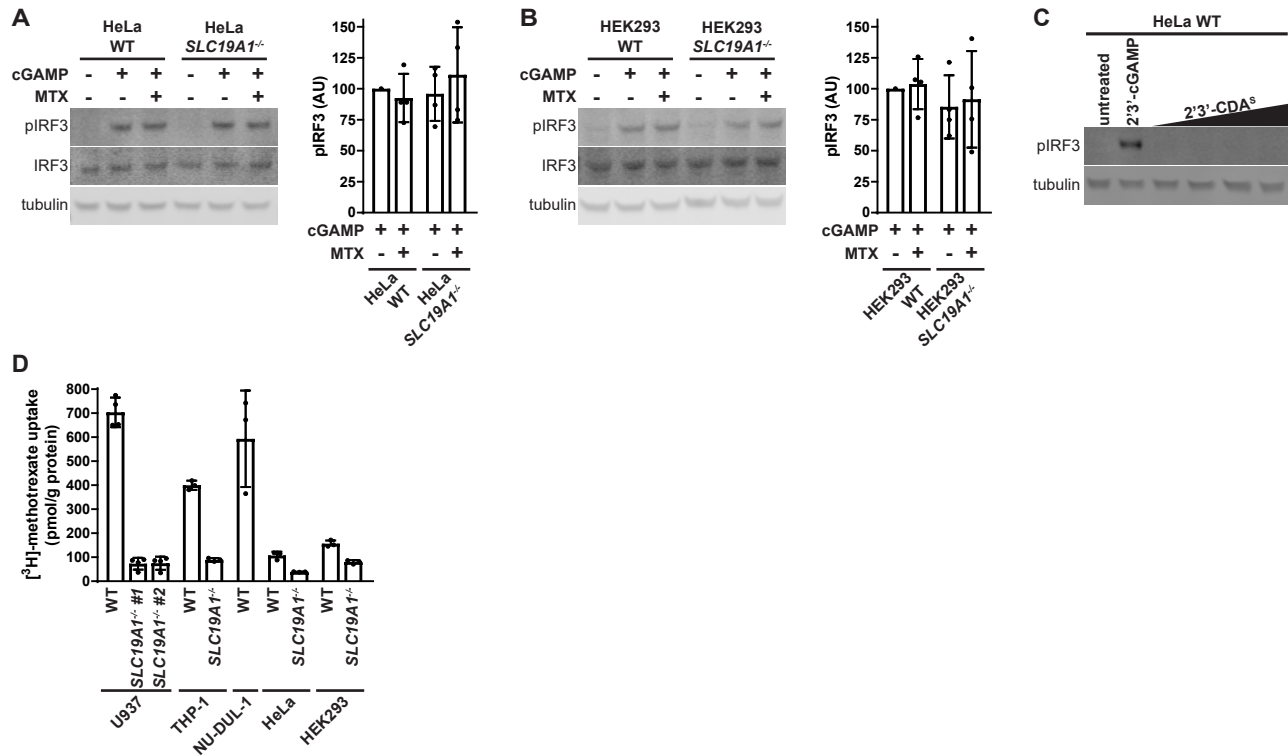 A
HeLa
WT
HeLa
SLC19A1-/-
cGAMP - + + - + +
MTX - - + - - +
pIRF3
IRF3
tubulin
pIRF3 (AU)
150
125
100
75
50
25
0
cGAMP + + + +
MTX - + - +
HeLa
WT
HeLa
SLC19A1-/-
B
HEK293
WT
HEK293
SLC19A1-/-
cGAMP - + + - + +
MTX - - + - - +
pIRF3
IRF3
tubulin
pIRF3 (AU)
150
125
100
75
50
25
0
cGAMP + + + +
MTX - + - +
HEK293
WT
HEK293
SLC19A1-/-
C
HeLa WT
untreated
2'3'-cGAMP
2'3'-CDAˢ
pIRF3
tubulin
D
[³H]-methotrexate uptake
(pmol/g protein)
800
700
600
500
400
300
200
100
0
WT
SLC19A1-/- #1
SLC19A1-/- #2
WT
SLC19A1-/-
WT
WT
SLC19A1-/-
WT
SLC19A1-/-
U937
THP-1
NU-DUL-1
HeLa
HEK293